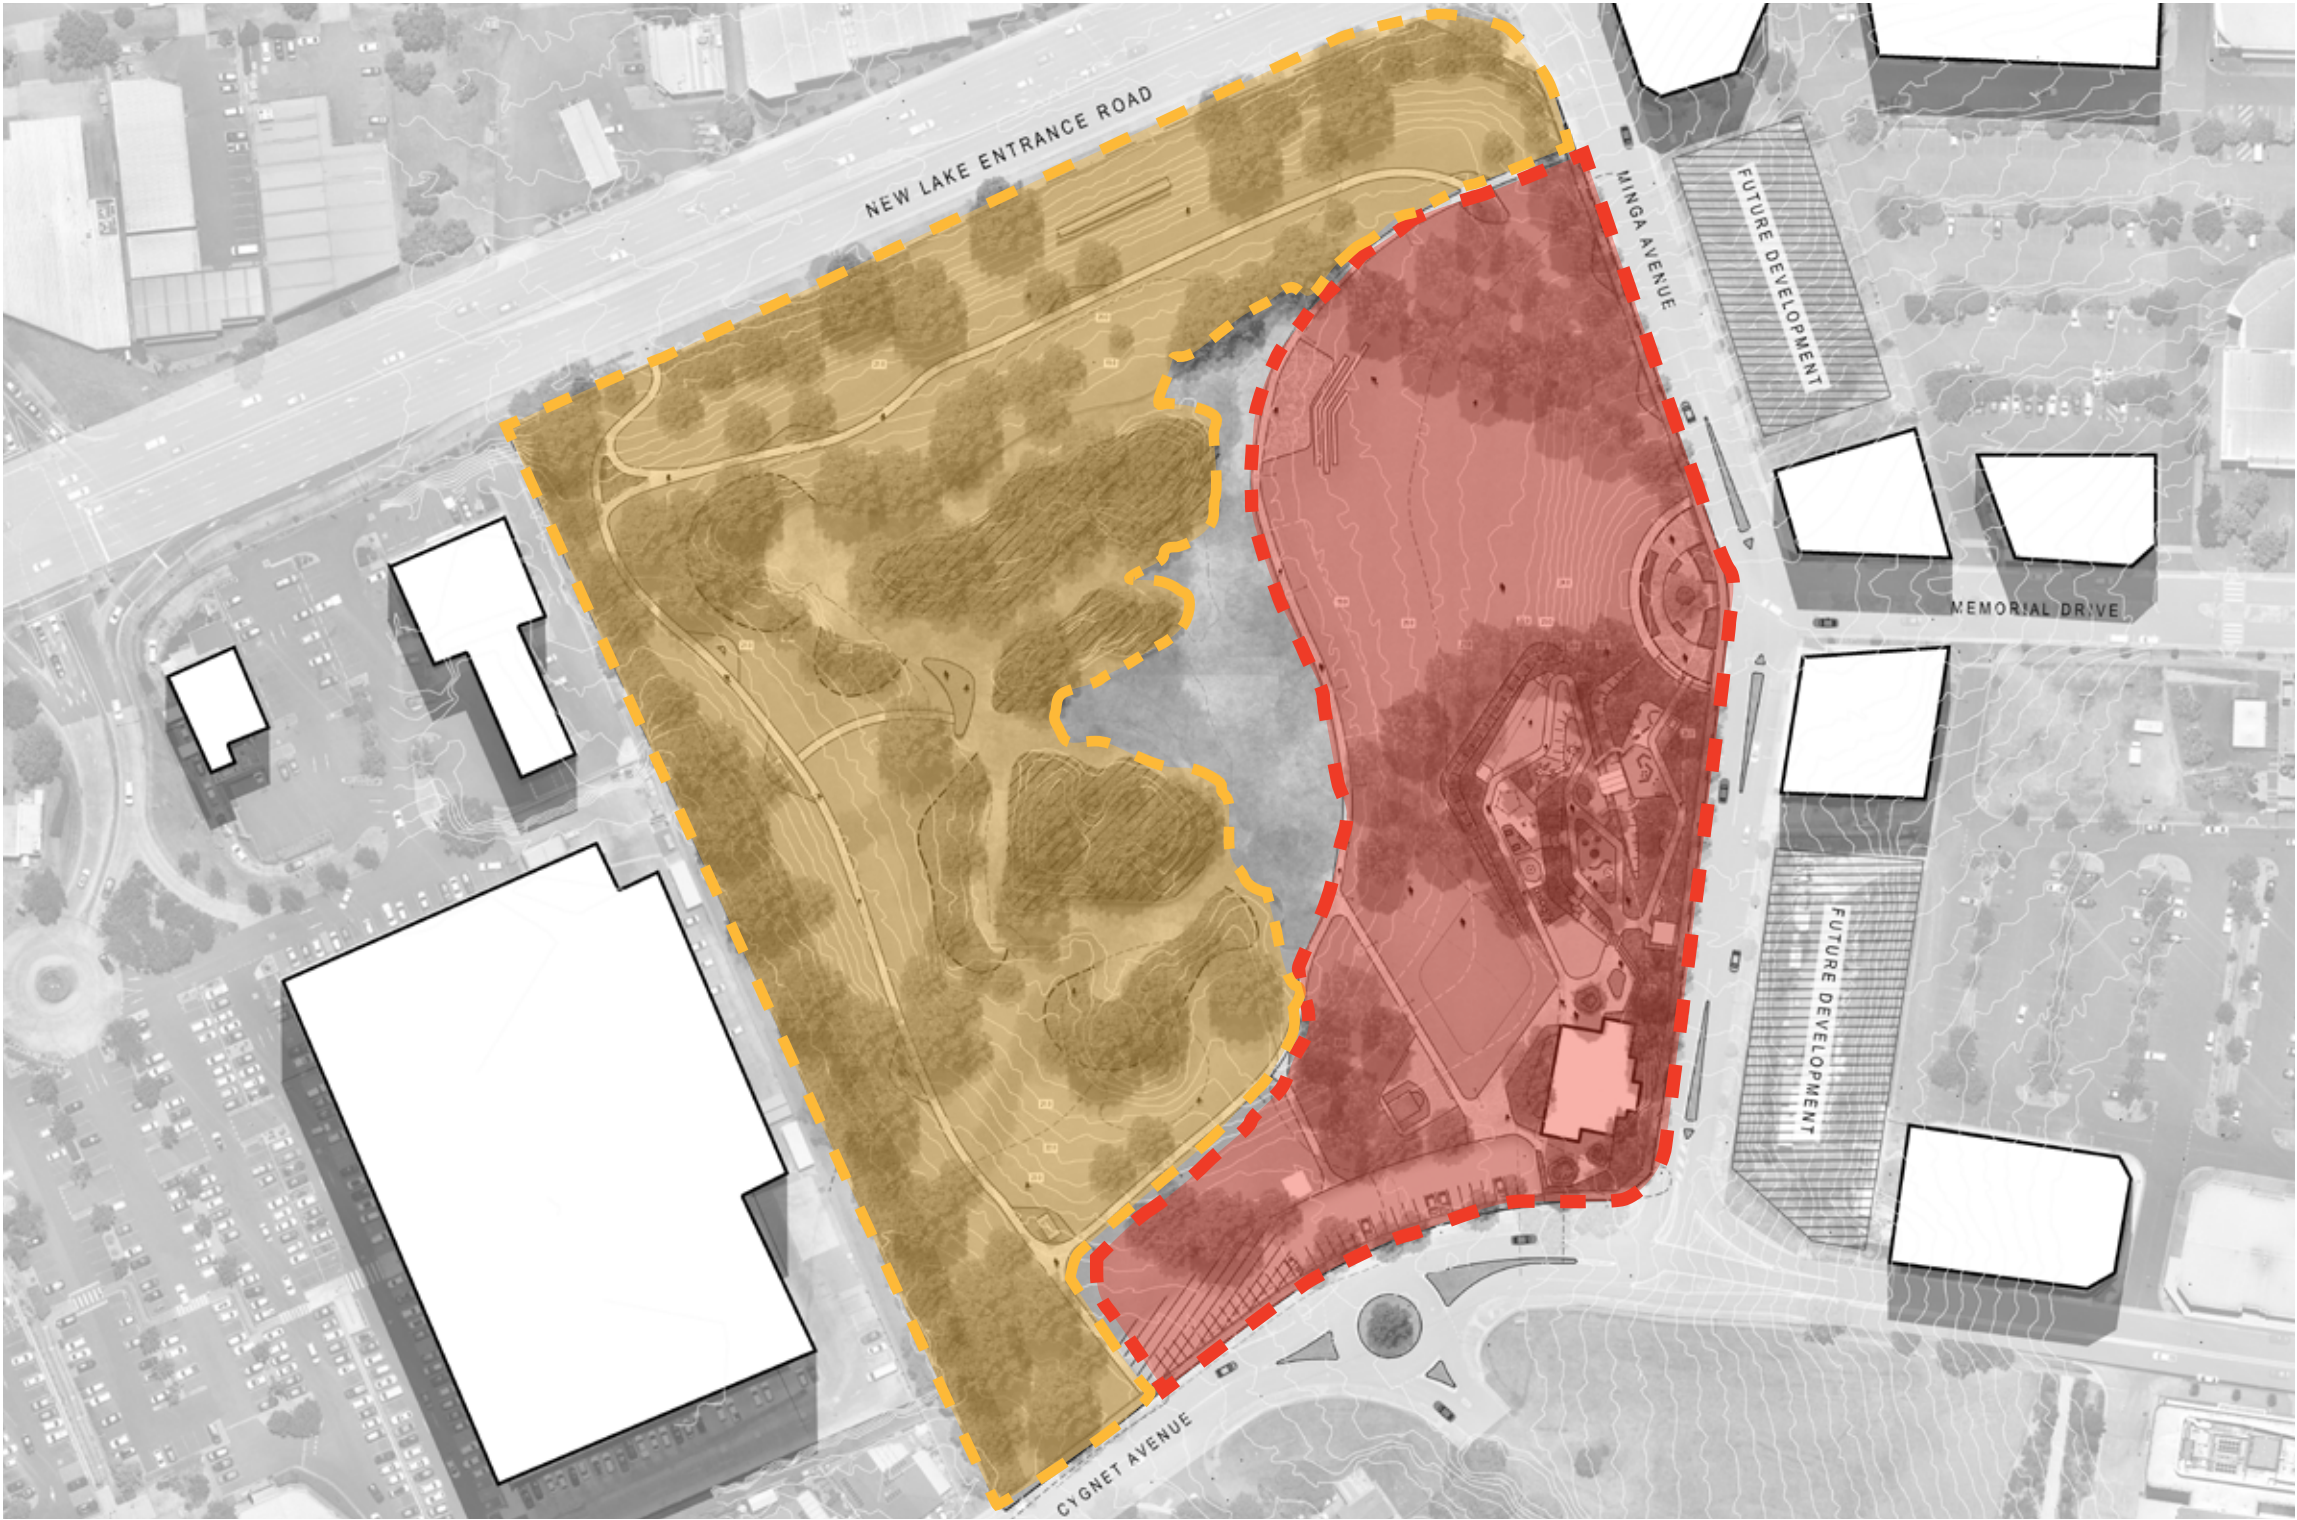 NEW LAKE ENTRANCE ROAD
MINGA AVENUE
FUTURE DEVELOPMENT
MEMORIAL DRIVE
FUTURE DEVELOPMENT
CYGNET AVENUE